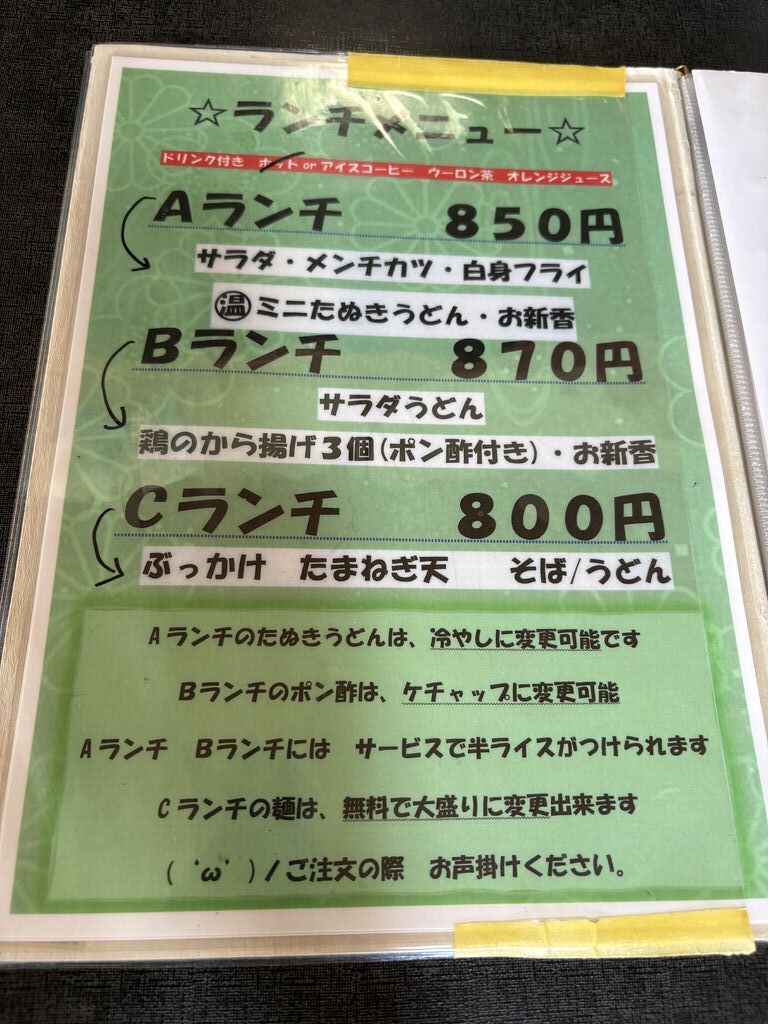 ☆ランチメニュー☆
ドリンク付き ホット or アイスコーヒー ウーロン茶 オレンジジュース
Aランチ 850円
サラダ・メンチカツ・白身フライ
㊌ミニたぬきうどん・お新香
Bランチ 870円
サラダうどん
鶏のから揚げ3個(ポン酢付き)・お新香
Cランチ 800円
ぶっかけ たまねぎ天 そば/うどん
Aランチのたぬきうどんは、冷やしに変更可能です
Bランチのポン酢は、ケチャップに変更可能
Aランチ Bランチには サービスで半ライスがつけられます
Cランチの麺は、無料で大盛りに変更出来ます
( ˙ω˙ )/ご注文の際 お声掛けください。